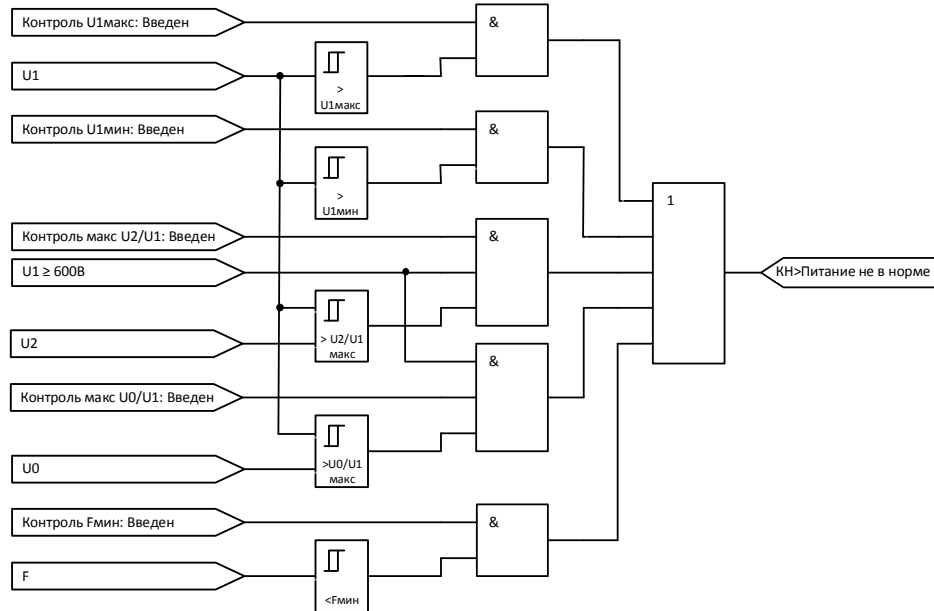 Контроль U1макс: Введен
&
U1
>
U1макс
Контроль U1мин: Введен
&
>
U1мин
1
Контроль макс U2/U1: Введен
&
U1 ≥ 600В
КН>Питание не в норме
> U2/U1
макс
U2
&
Контроль макс U0/U1: Введен
>U0/U1
макс
U0
Контроль Fмин: Введен
&
F
<Fмин